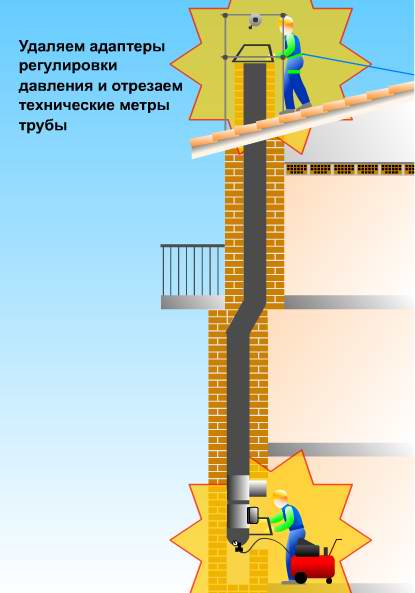 Удаляем адаптеры
регулировки
давления и отрезаем
технические метры
трубы